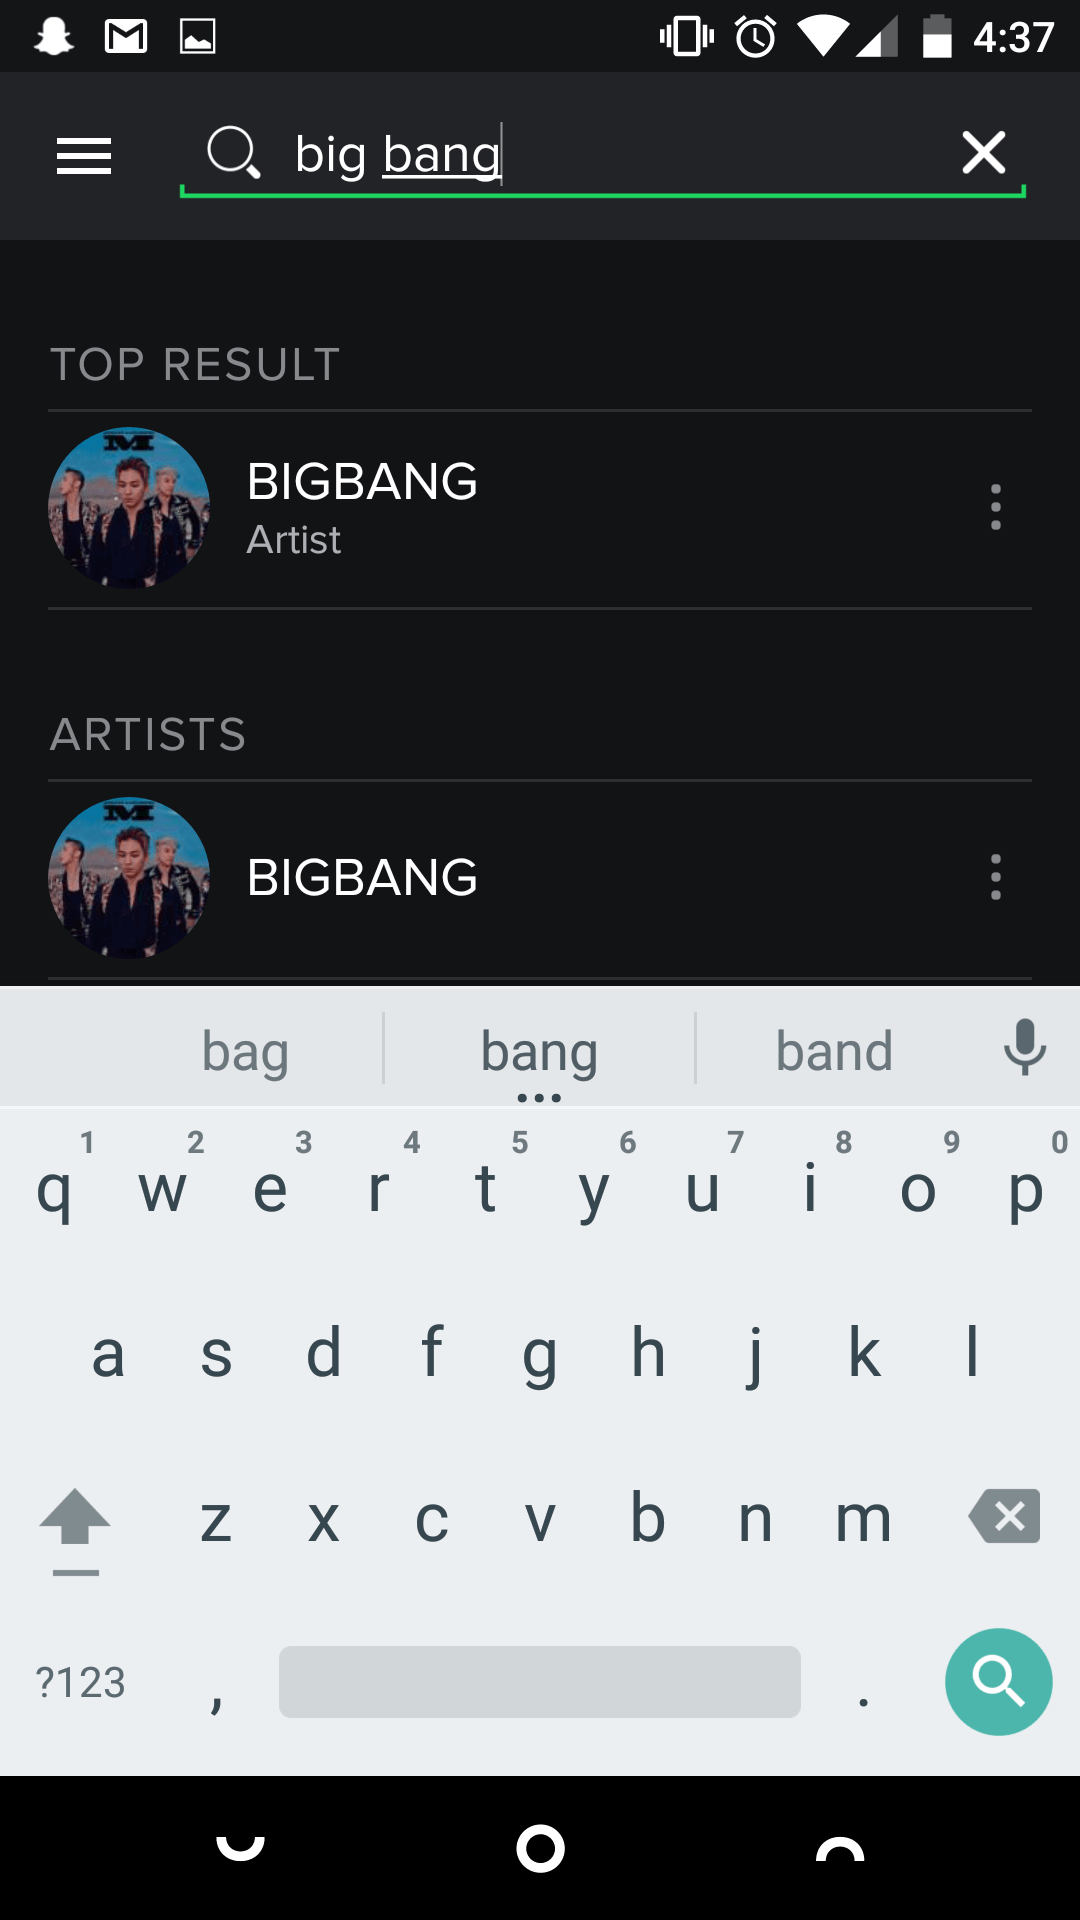 4:37
big bang
TOP RESULT
M
BIGBANG
Artist
ARTISTS
M
BIGBANG
bag bang band
1 2 3 4 5 6 7 8 9 0
q w e r t y u i o p
a s d f g h j k l
z x c v b n m
?123 , .